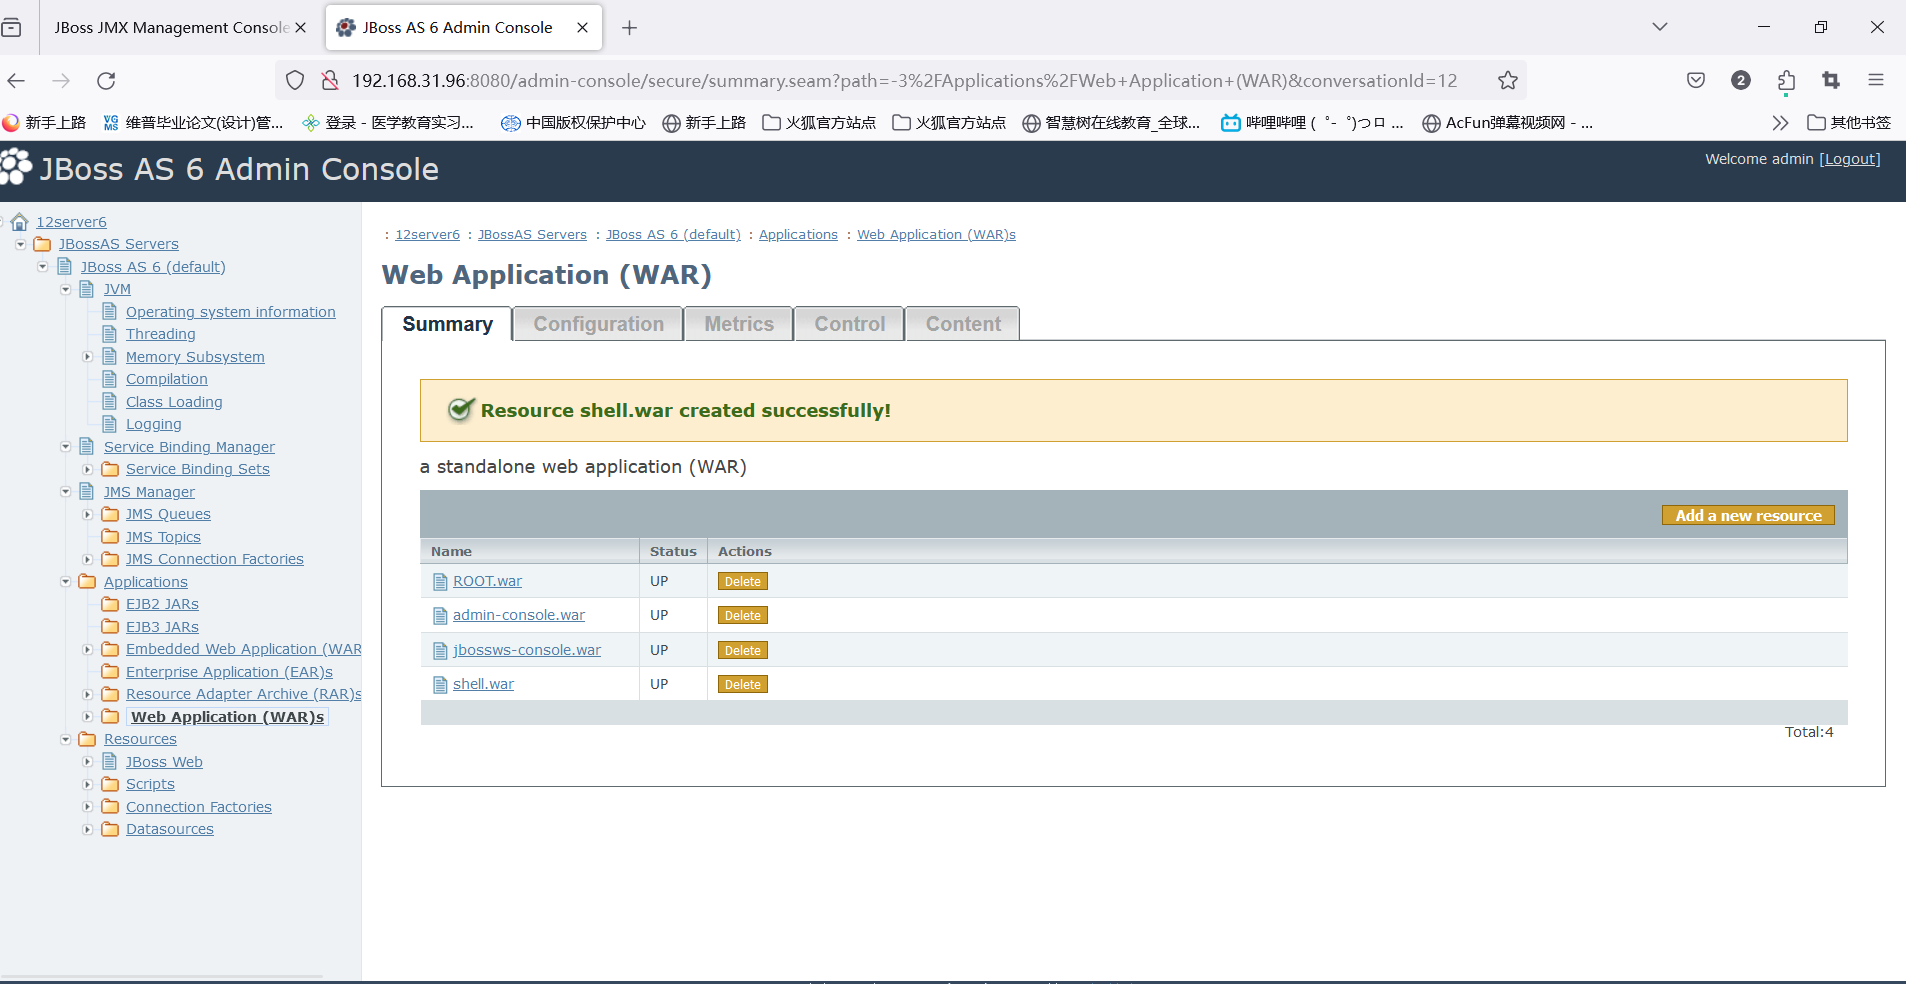 JBoss JMX Management Console
JBoss AS 6 Admin Console
192.168.31.96:8080/admin-console/secure/summary.seam?path=-3%2FApplications%2FWeb+Application+(WAR)&conversationId=12
2
新手上路
维普毕业论文(设计)管...
登录 - 医学教育实习...
中国版权保护中心
新手上路
火狐官方站点
火狐官方站点
智慧树在线教育_全球...
哔哩哔哩 ( ゜- ゜)つロ ...
AcFun弹幕视频网 - ...
其他书签
JBoss AS 6 Admin Console
Welcome admin [Logout]
12server6
JBossAS Servers
JBoss AS 6 (default)
JVM
Operating system information
Threading
Memory Subsystem
Compilation
Class Loading
Logging
Service Binding Manager
Service Binding Sets
JMS Manager
JMS Queues
JMS Topics
JMS Connection Factories
Applications
EJB2 JARs
EJB3 JARs
Embedded Web Application (WAR
Enterprise Application (EAR)s
Resource Adapter Archive (RAR)s
Web Application (WAR)s
Resources
JBoss Web
Scripts
Connection Factories
Datasources
: 12server6 : JBossAS Servers : JBoss AS 6 (default) : Applications : Web Application (WAR)s
Web Application (WAR)
Summary Configuration Metrics Control Content
Resource shell.war created successfully!
a standalone web application (WAR)
Add a new resource
Name Status Actions
ROOT.war UP Delete
admin-console.war UP Delete
jbossws-console.war UP Delete
shell.war UP Delete
Total:4